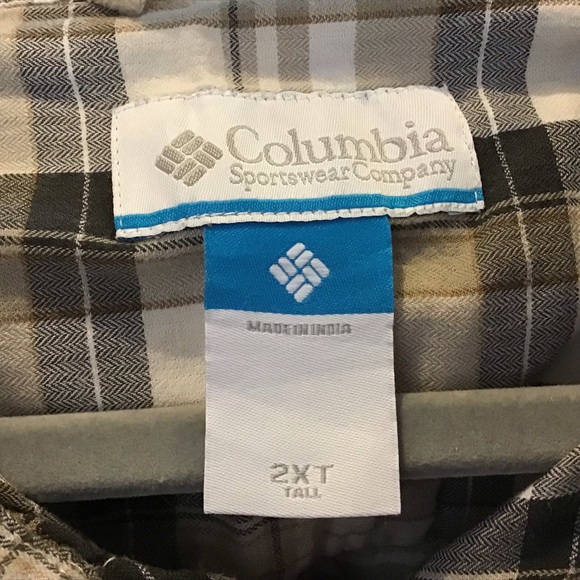 Columbia
Sportswear Company
MADE IN INDIA
2XT
TALL